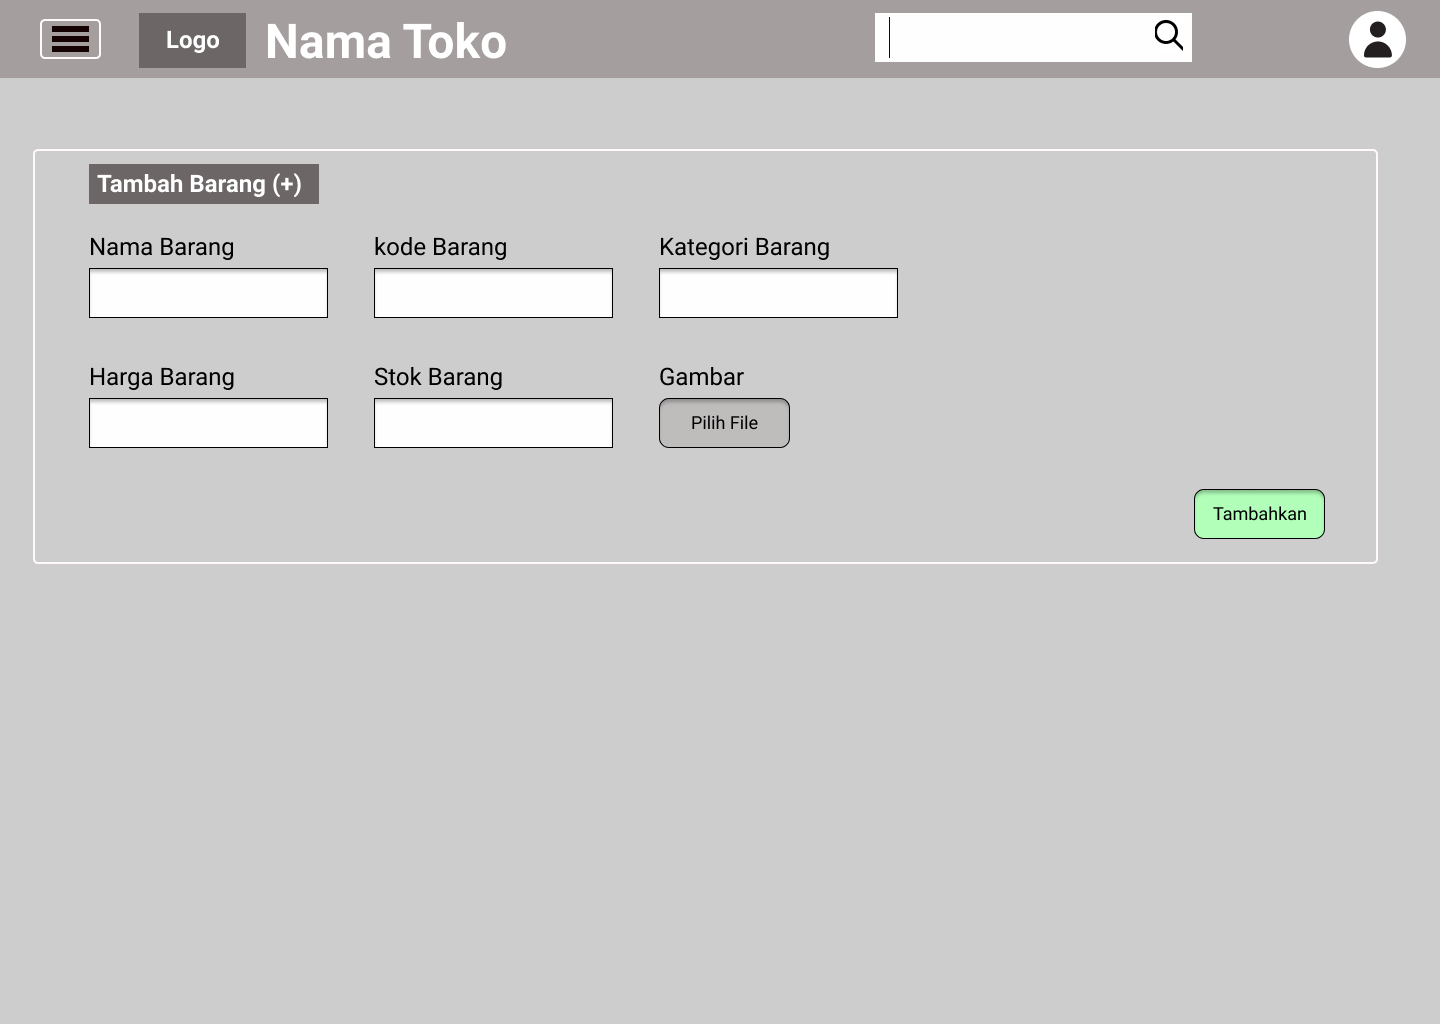 Logo
Nama Toko
Tambah Barang (+)
Nama Barang
kode Barang
Kategori Barang
Harga Barang
Stok Barang
Gambar
Pilih File
Tambahkan